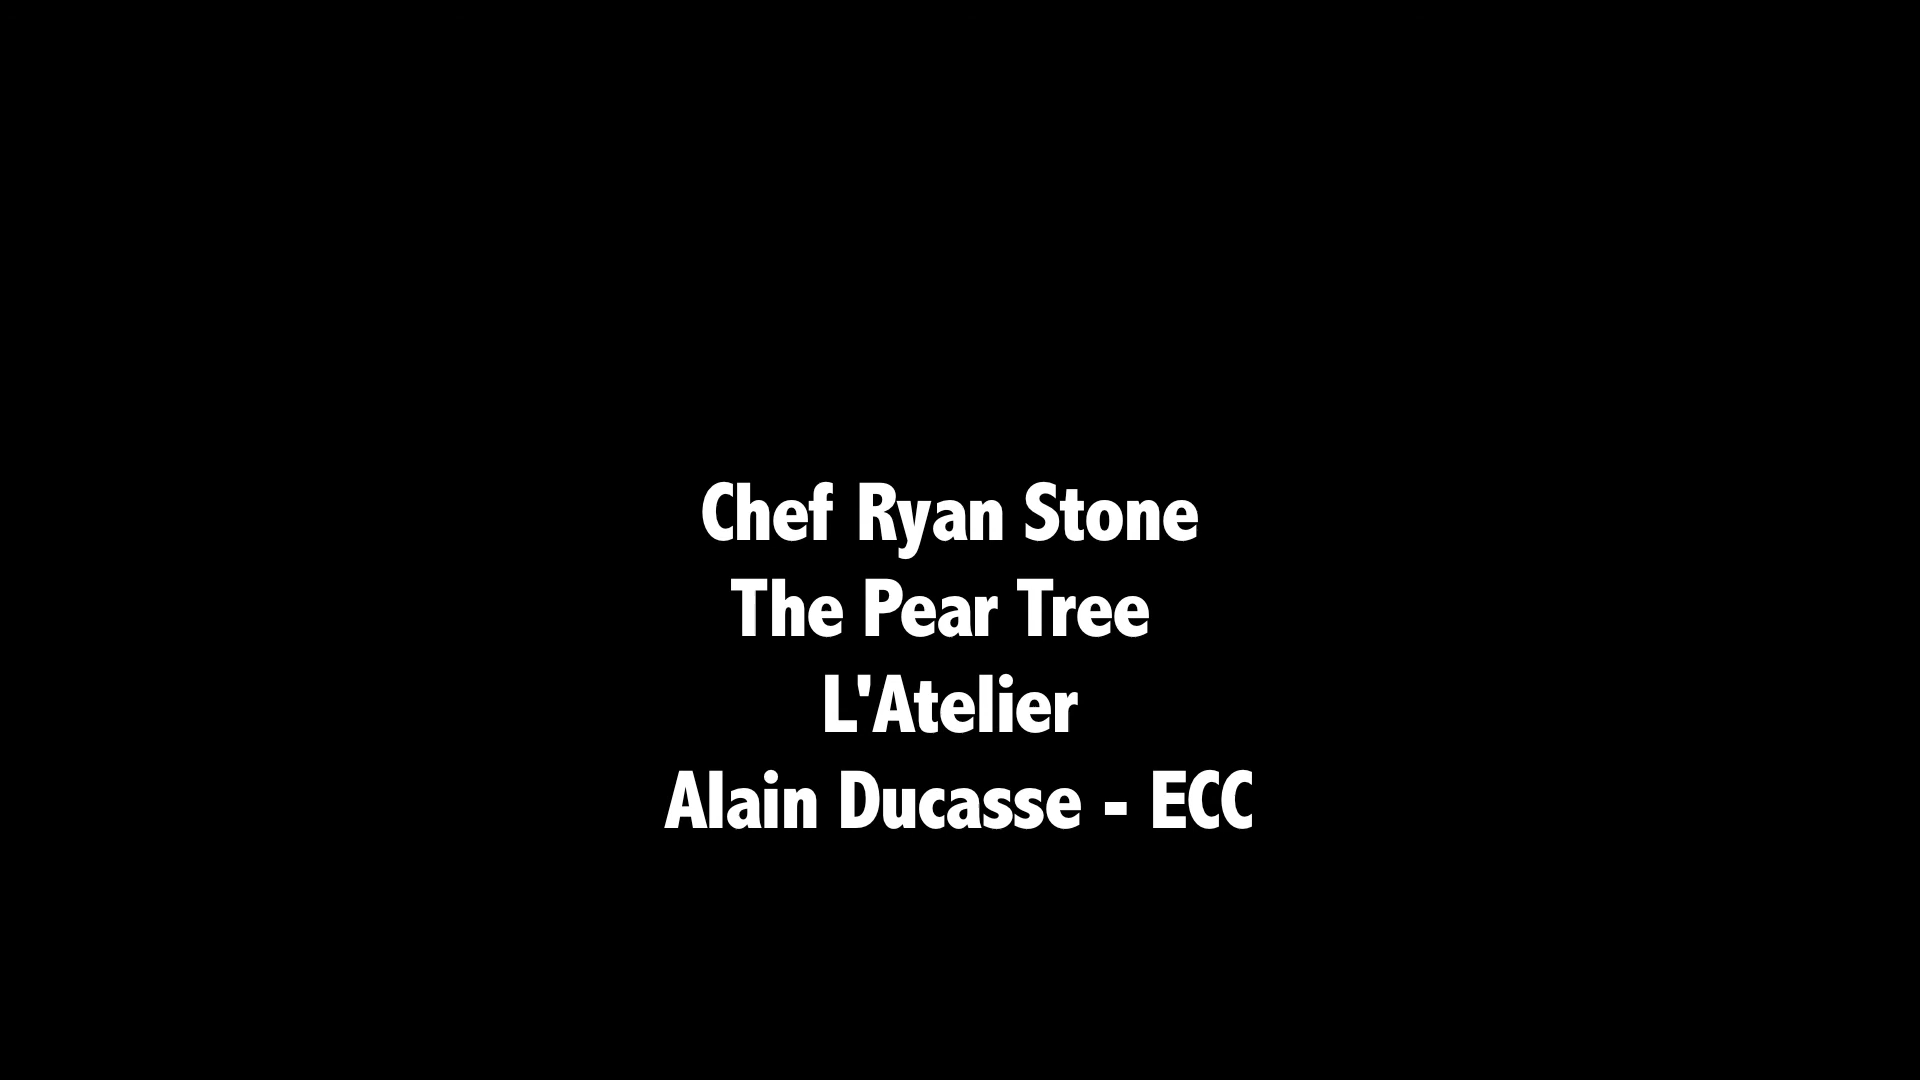 Chef Ryan Stone
The Pear Tree
L'Atelier
Alain Ducasse - ECC